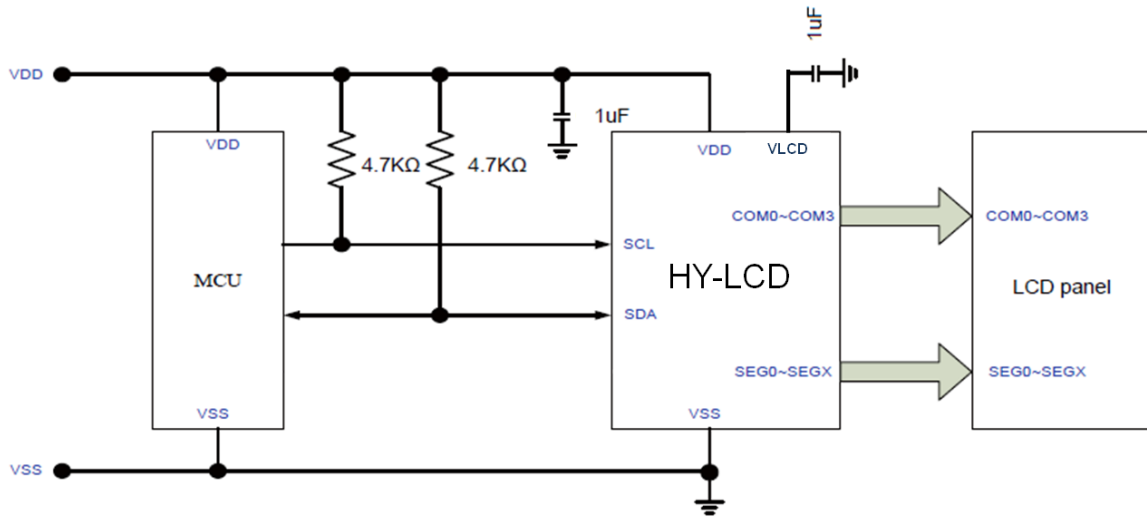 1uF
VDD
1uF
VDD
VDD
VLCD
4.7KΩ
4.7KΩ
COM0~COM3
COM0~COM3
SCL
MCU
HY-LCD
LCD panel
SDA
SEG0~SEGX
SEG0~SEGX
VSS
VSS
VSS